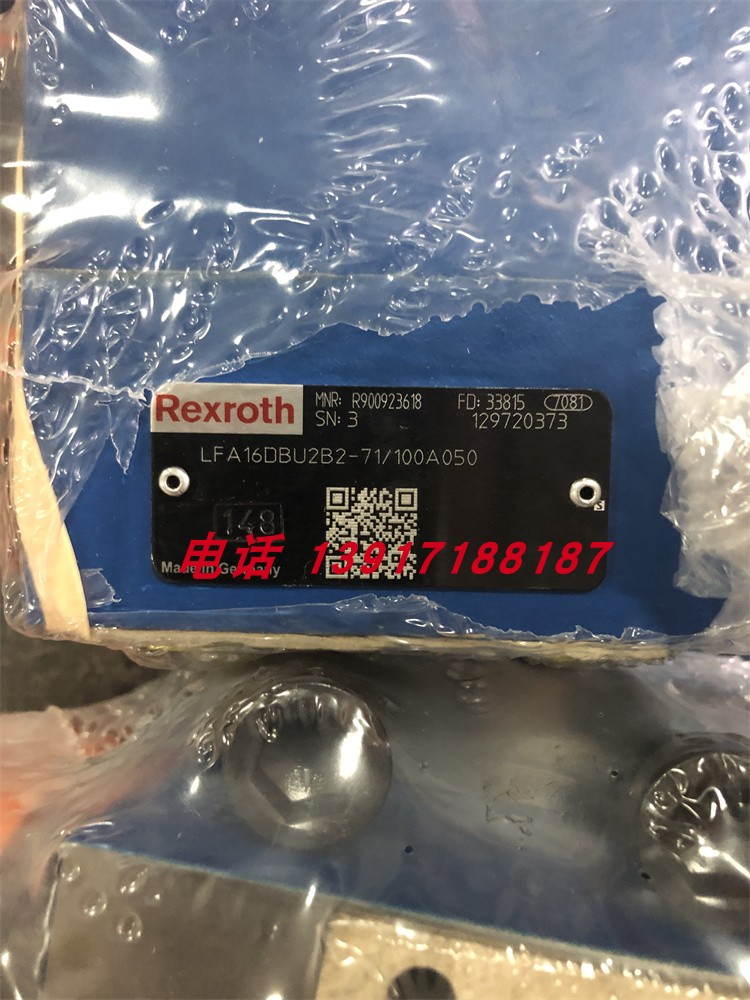 Rexroth
MNR: R900923618 FD: 33815 7081
SN: 3 129720373
LFA16DBU2B2-71/100A050
S
148
电话 13917188187
Made in Germany